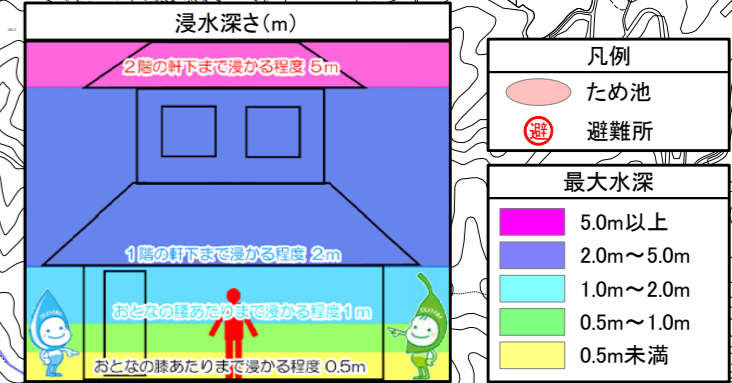 浸水深さ(m)
2階の軒下まで浸かる程度 5m
1階の軒下まで浸かる程度 2m
おとなの腰あたりまで浸かる程度1m
おとなの膝あたりまで浸かる程度 0.5m
凡例
ため池
避 避難所
最大水深
5.0m以上
2.0m～5.0m
1.0m～2.0m
0.5m～1.0m
0.5m未満